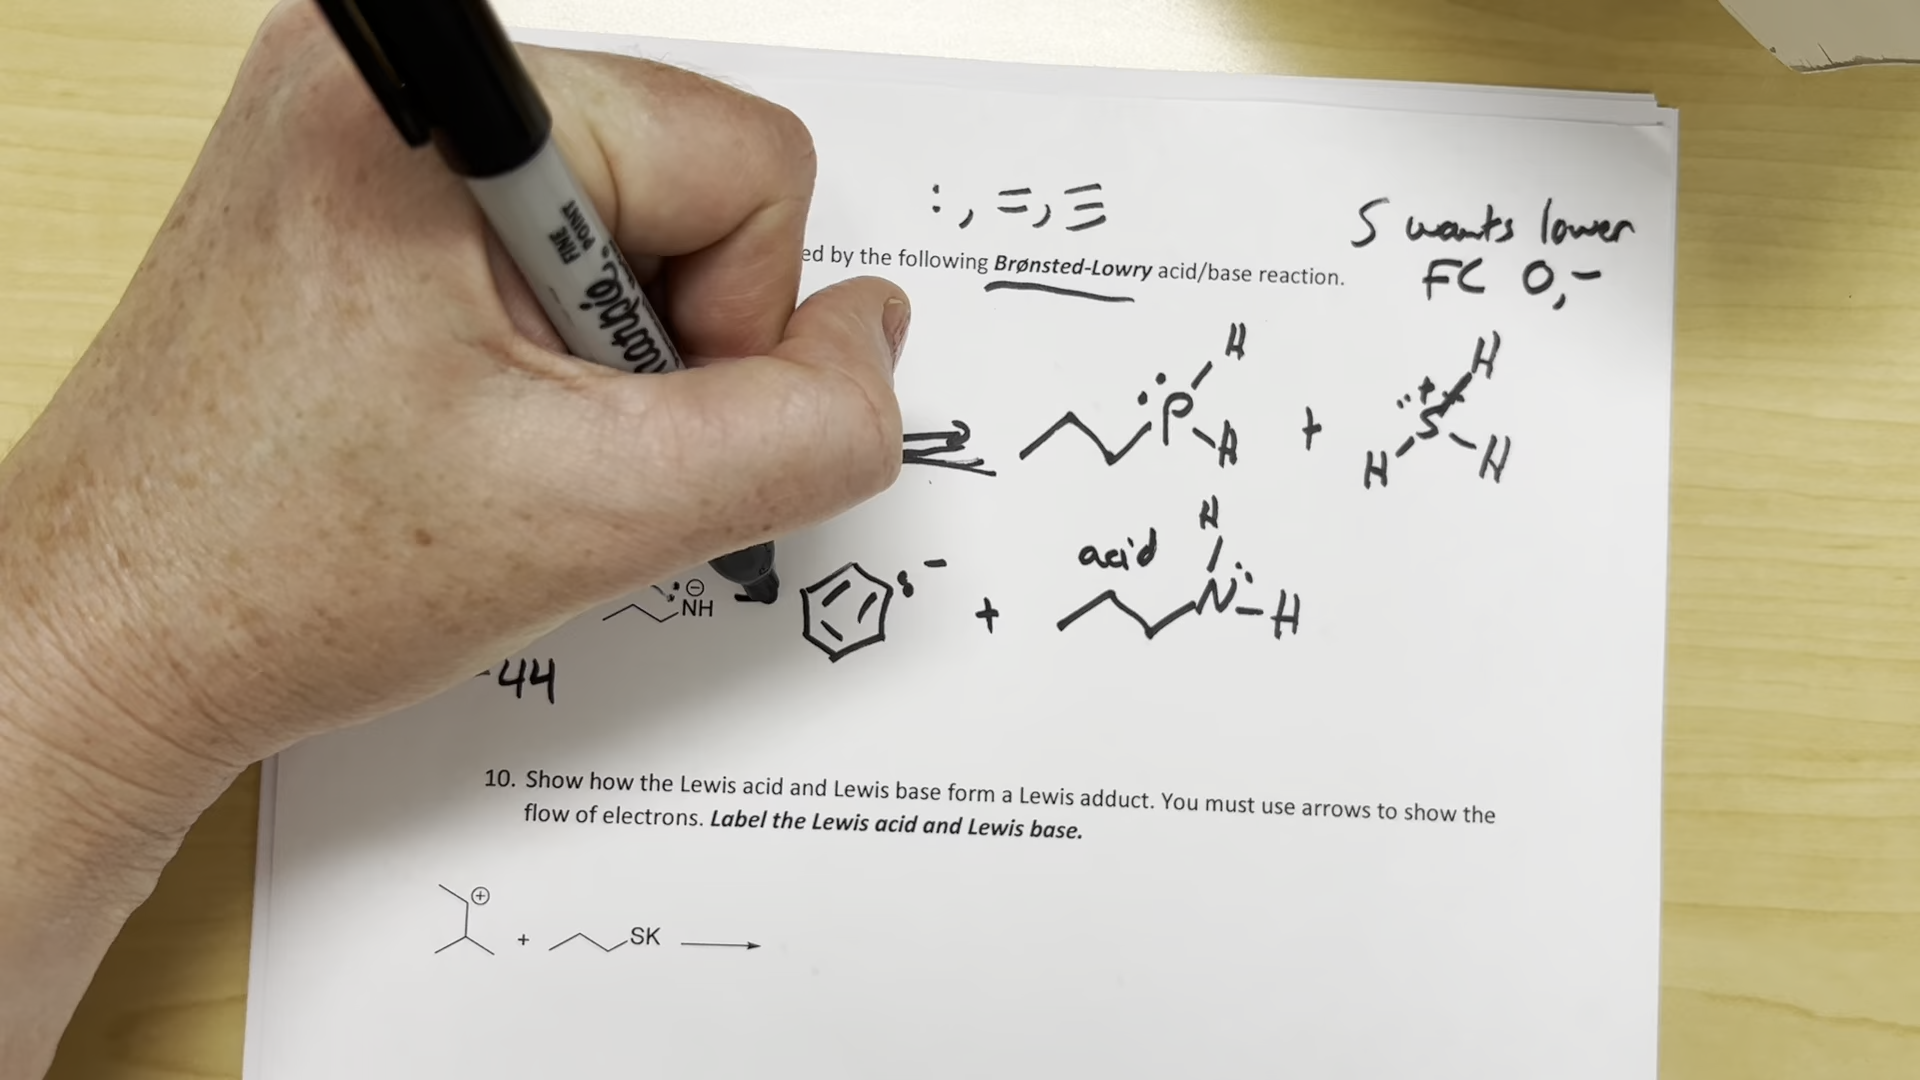 : , = , ≡
S wants lower
FC 0, -
ed by the following Brønsted-Lowry acid/base reaction.
FINE POINT
H
P
H
+
H
S
H
H
acid
H
N-H
NH
+
-44
10. Show how the Lewis acid and Lewis base form a Lewis adduct. You must use arrows to show the
flow of electrons. Label the Lewis acid and Lewis base.
+
SK